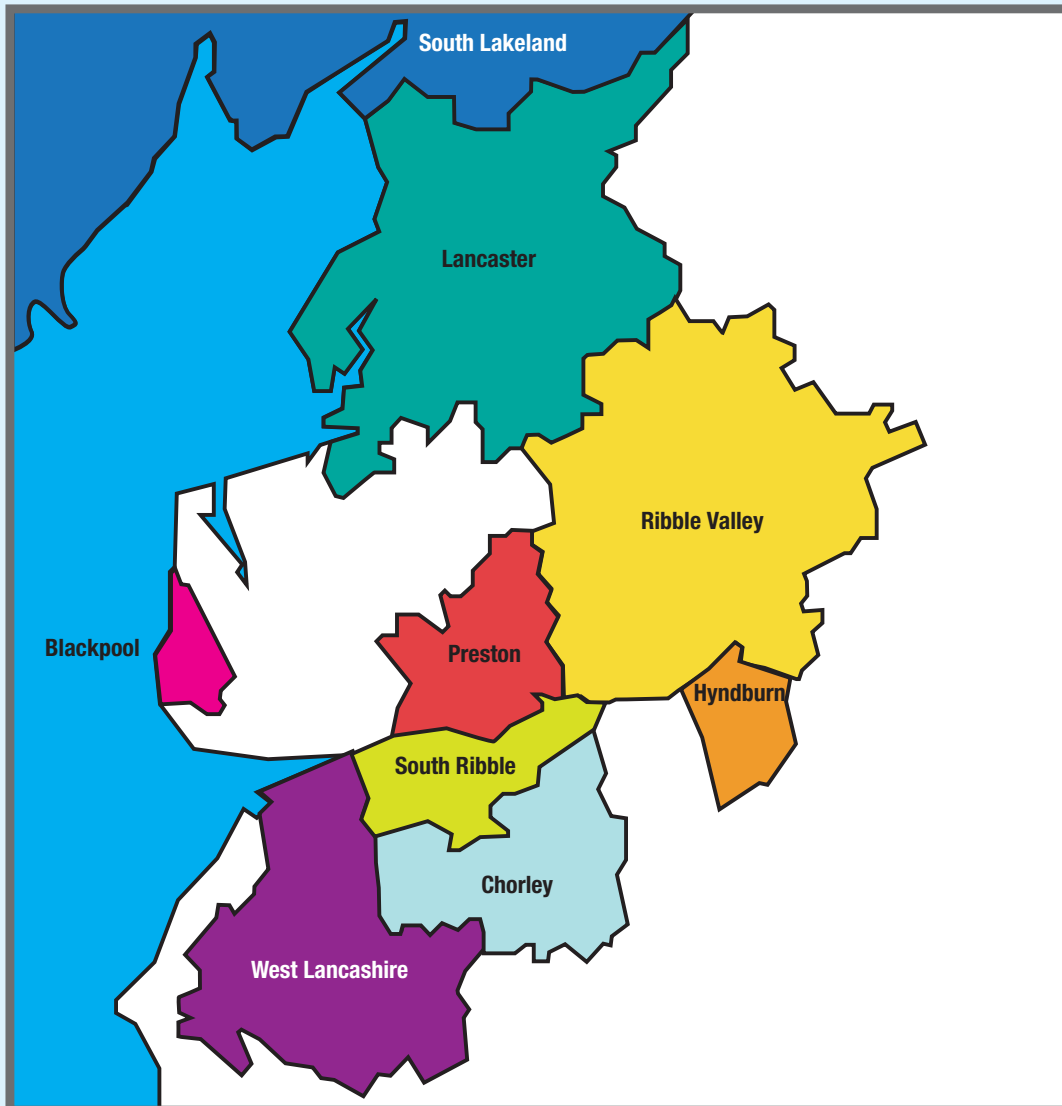 South Lakeland
Lancaster
Ribble Valley
Blackpool
Preston
Hyndburn
South Ribble
Chorley
West Lancashire